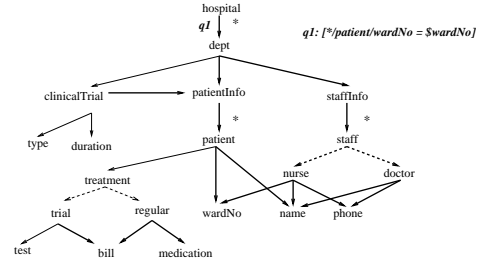 hospital
q1 *
q1: [*/patient/wardNo = $wardNo]
dept
clinicalTrial patientInfo staffInfo
* *
type duration patient staff
treatment nurse doctor
trial regular wardNo name phone
test bill medication